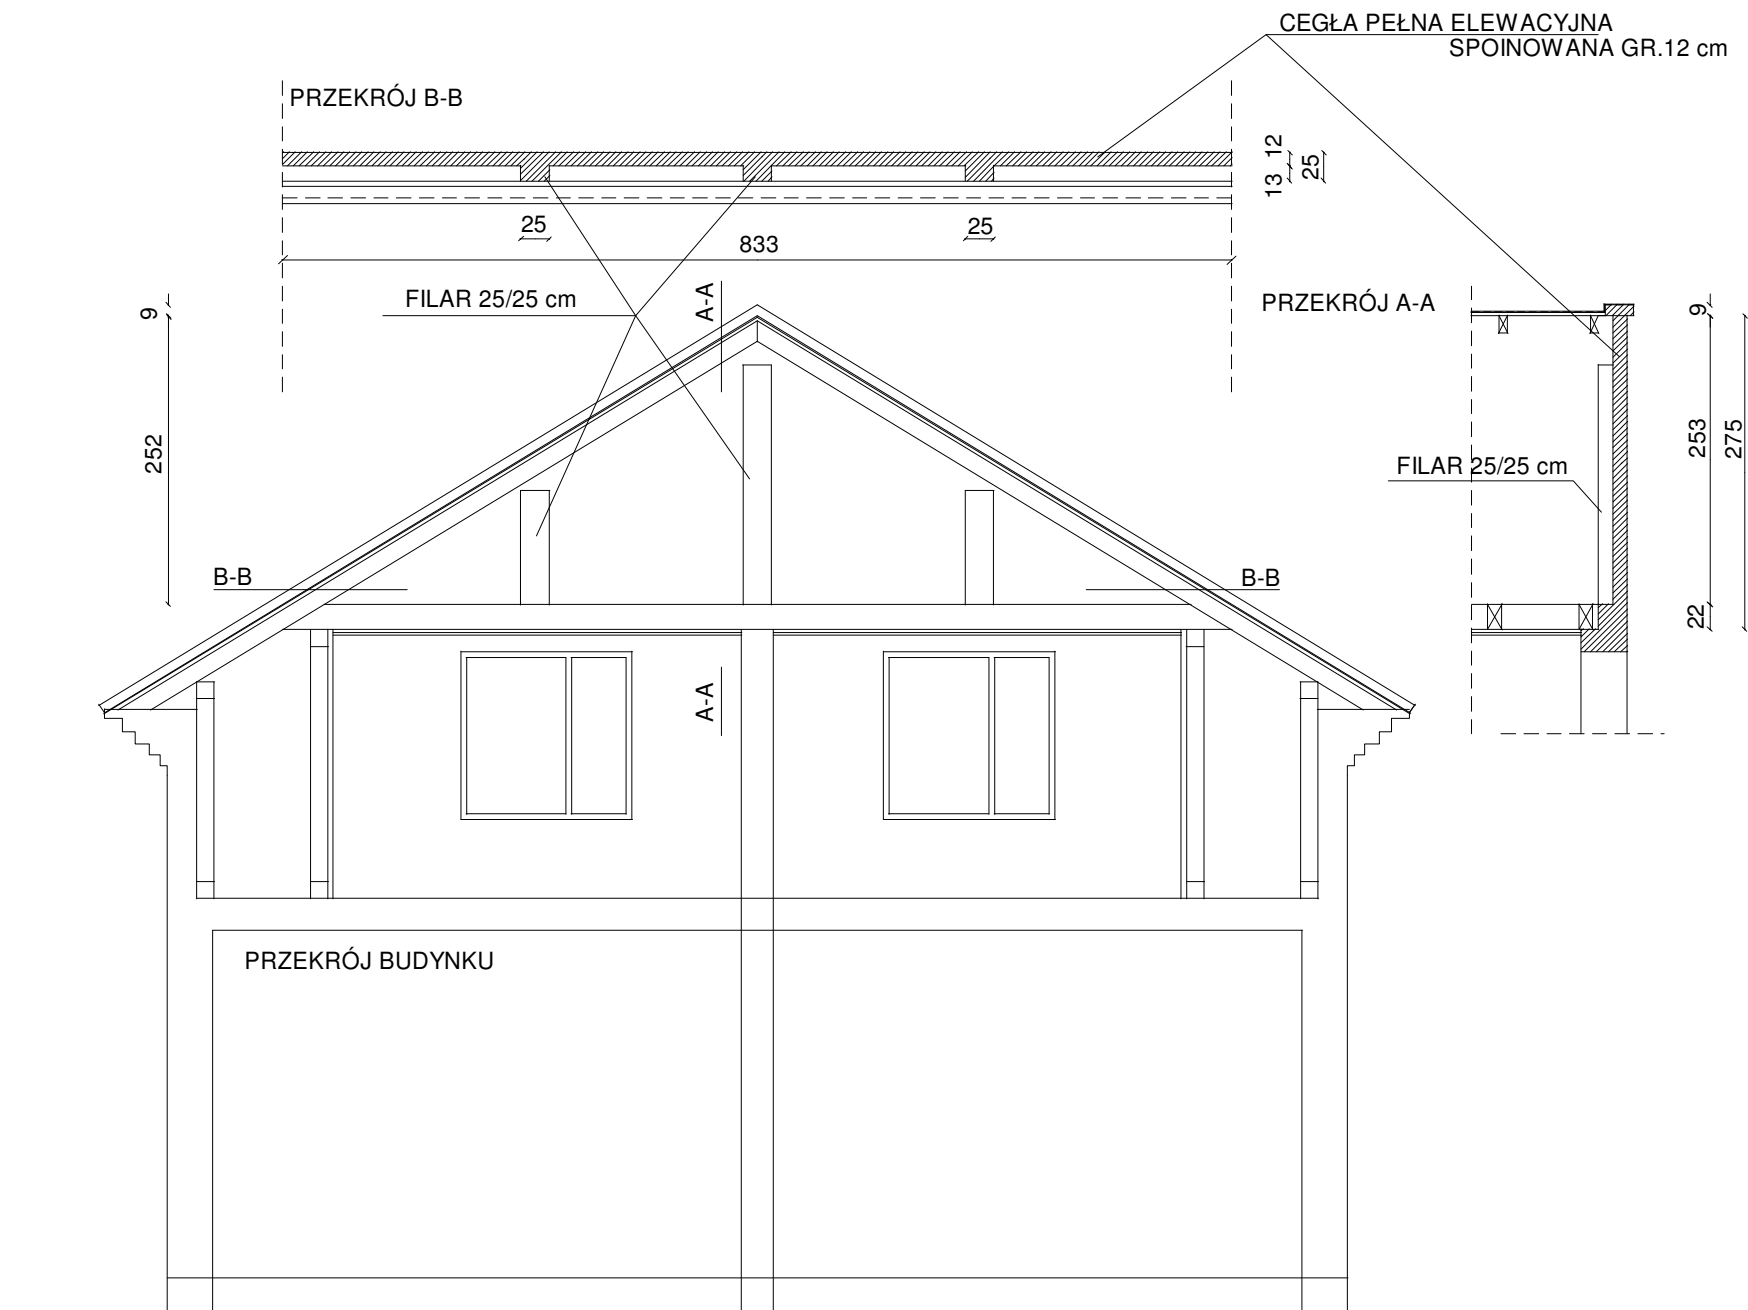 CEGŁA PEŁNA ELEWACYJNA
SPOINOWANA GR.12 cm
PRZEKRÓJ B-B
12
13
25
25
25
833
FILAR 25/25 cm
A-A
PRZEKRÓJ A-A
9
252
9
253
275
22
FILAR 25/25 cm
B-B
B-B
A-A
PRZEKRÓJ BUDYNKU